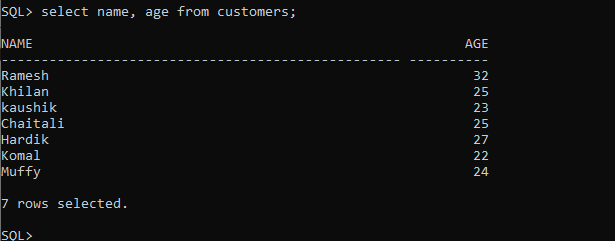 SQL> select name, age from customers;
NAME AGE
-------------------------------------------------- ----------
Ramesh 32
Khilan 25
kaushik 23
Chaitali 25
Hardik 27
Komal 22
Muffy 24
7 rows selected.
SQL>